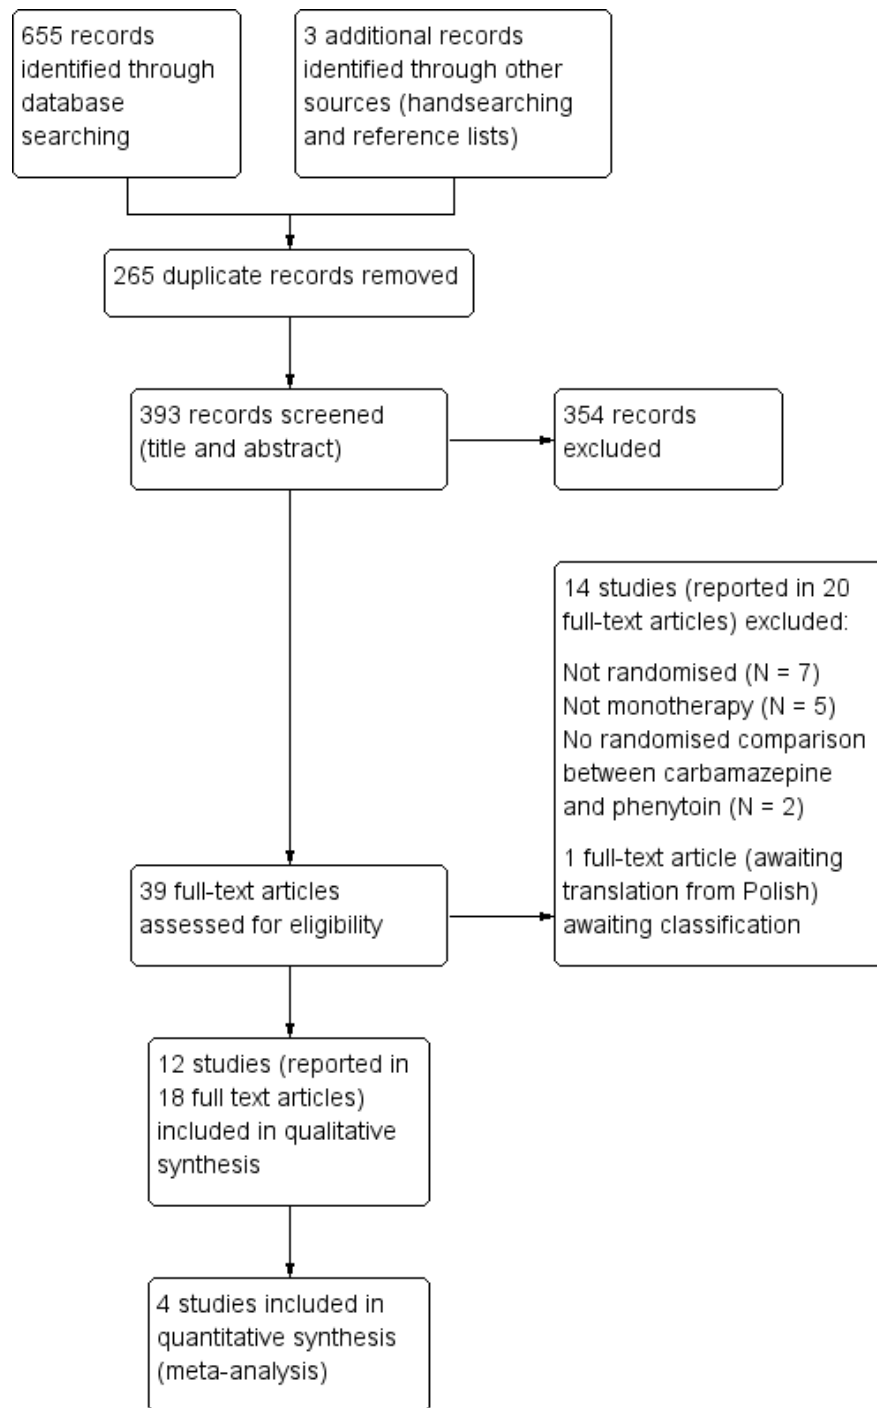 655 records
identified through
database
searching
3 additional records
identified through other
sources (handsearching
and reference lists)
265 duplicate records removed
393 records screened
(title and abstract)
354 records
excluded
14 studies (reported in 20
full-text articles) excluded:
Not randomised (N = 7)
Not monotherapy (N = 5)
No randomised comparison
between carbamazepine
and phenytoin (N = 2)
1 full-text article (awaiting
translation from Polish)
awaiting classification
39 full-text articles
assessed for eligibility
12 studies (reported in
18 full text articles)
included in qualitative
synthesis
4 studies included in
quantitative synthesis
(meta-analysis)